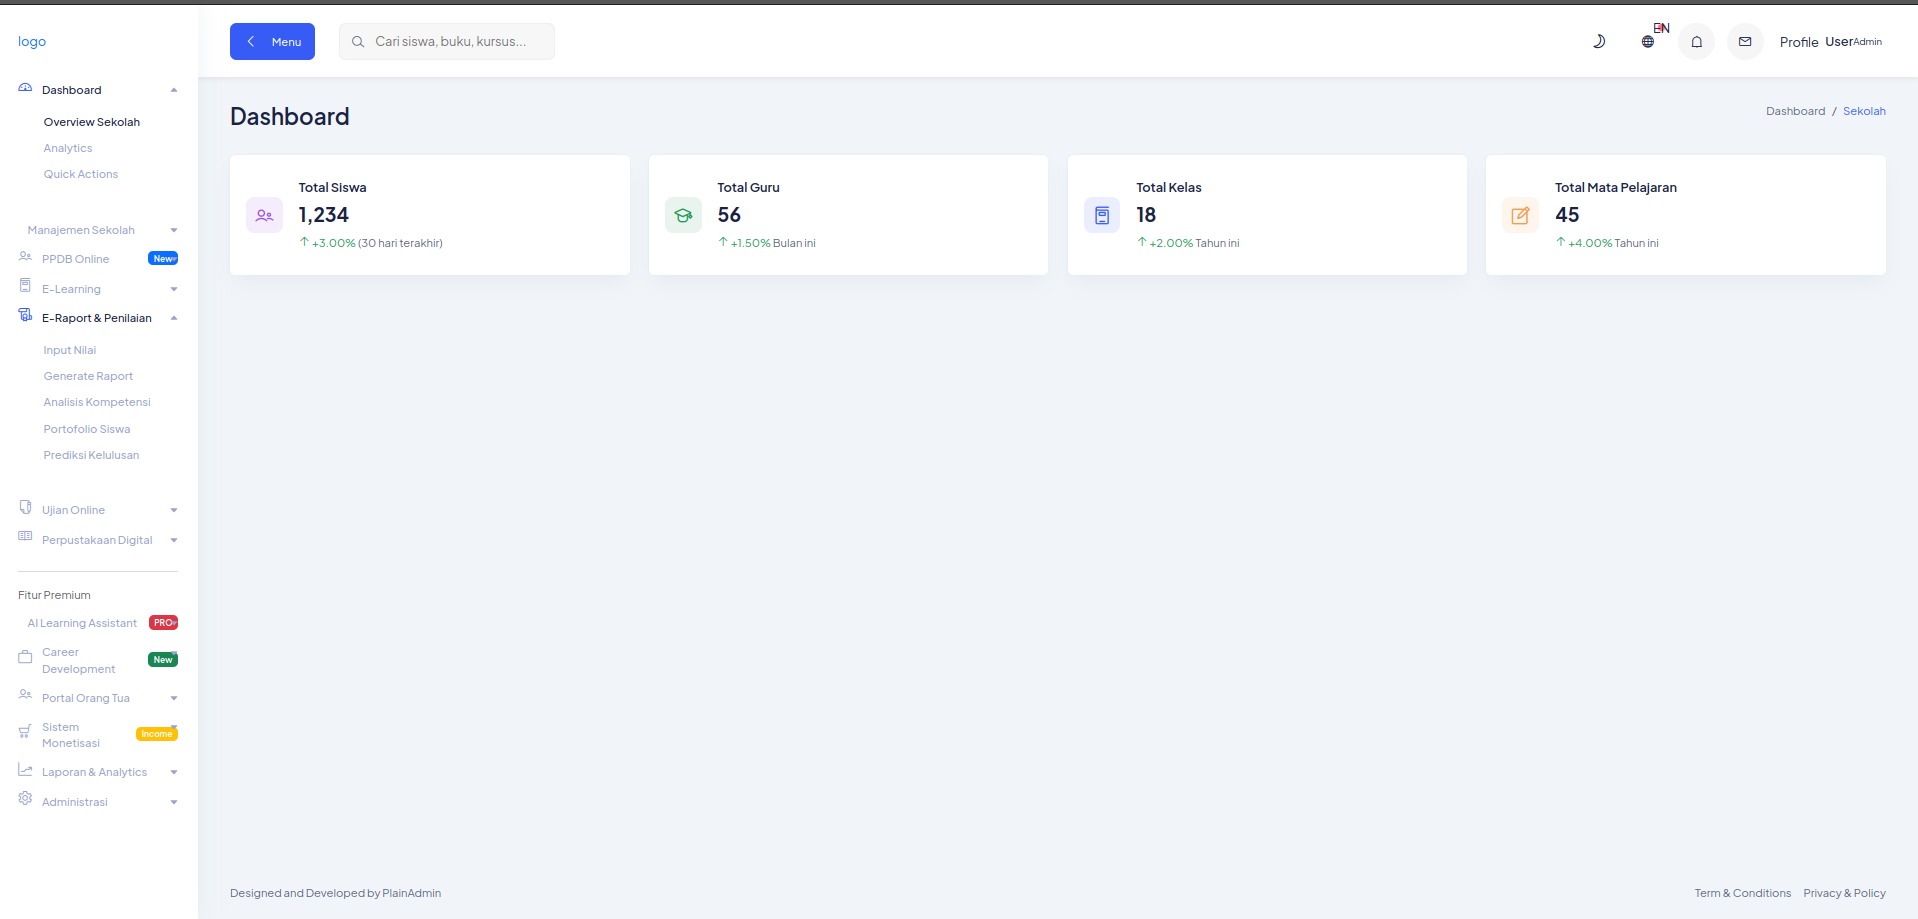 logo
Menu
Cari siswa, buku, kursus...
EN
Profile User Admin
Dashboard
Overview Sekolah
Analytics
Quick Actions
Manajemen Sekolah
PPDB Online New
E-Learning
E-Raport & Penilaian
Input Nilai
Generate Raport
Analisis Kompetensi
Portofolio Siswa
Prediksi Kelulusan
Ujian Online
Perpustakaan Digital
Fitur Premium
AI Learning Assistant PRO
Career
Development New
Portal Orang Tua
Sistem
Monetisasi Income
Laporan & Analytics
Administrasi
Dashboard
Dashboard / Sekolah
Total Siswa
1,234
+3.00% (30 hari terakhir)
Total Guru
56
+1.50% Bulan ini
Total Kelas
18
+2.00% Tahun ini
Total Mata Pelajaran
45
+4.00% Tahun ini
Designed and Developed by PlainAdmin
Term & Conditions Privacy & Policy